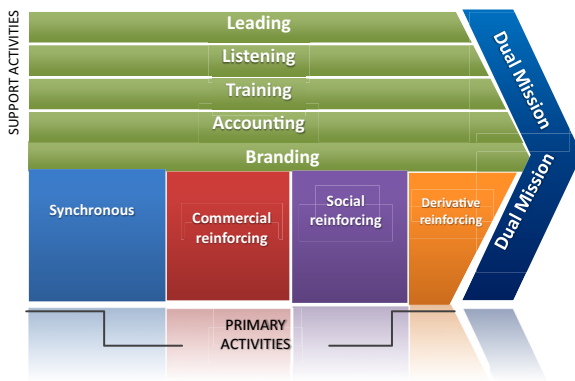 SUPPORT ACTIVITIES
Leading
Listening
Training
Accounting
Branding
Dual Mission
Dual Mission
Synchronous
Commercial
reinforcing
Social
reinforcing
Derivative
reinforcing
PRIMARY
ACTIVITIES